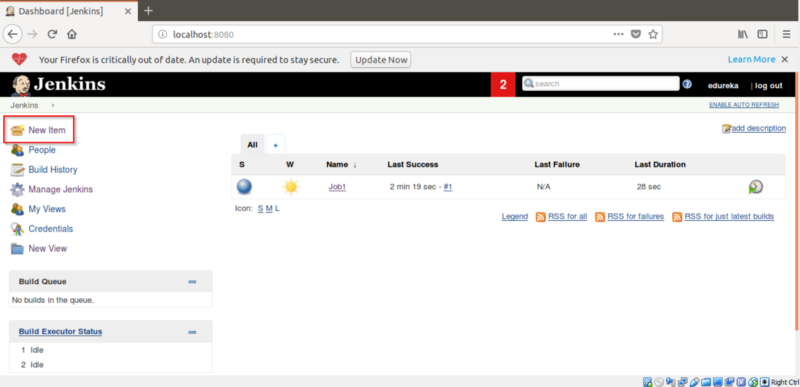 Dashboard [Jenkins]
localhost:8080
Your Firefox is critically out of date. An update is required to stay secure. Update Now Learn More
Jenkins 2 search edureka | log out
Jenkins ENABLE AUTO REFRESH
New Item
People
Build History
Manage Jenkins
My Views
Credentials
New View
add description
All +
S W Name ↓ Last Success Last Failure Last Duration
Job1 2 min 19 sec - #1 N/A 28 sec
Icon: S M L
Legend RSS for all RSS for failures RSS for just latest builds
Build Queue
No builds in the queue.
Build Executor Status
1 Idle
2 Idle
Right Ctrl